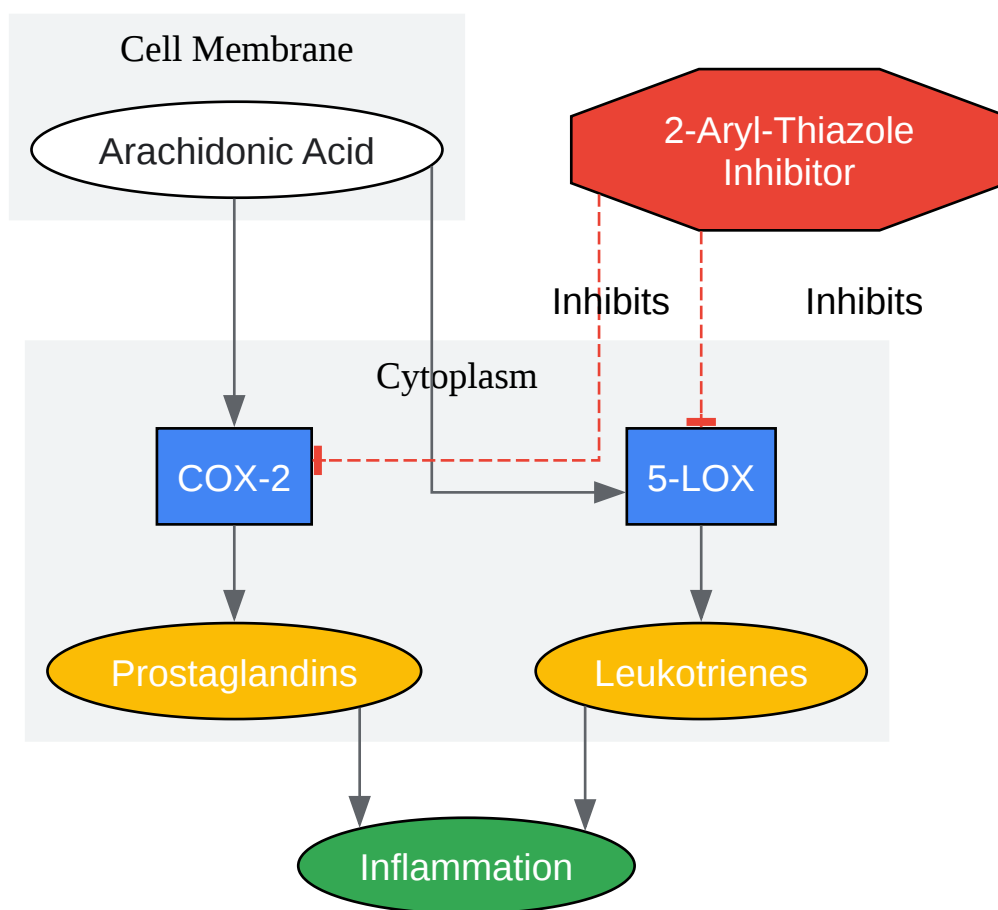 Cell Membrane
Arachidonic Acid
2-Aryl-Thiazole
Inhibitor
Inhibits
Inhibits
Cytoplasm
COX-2
5-LOX
Prostaglandins
Leukotrienes
Inflammation